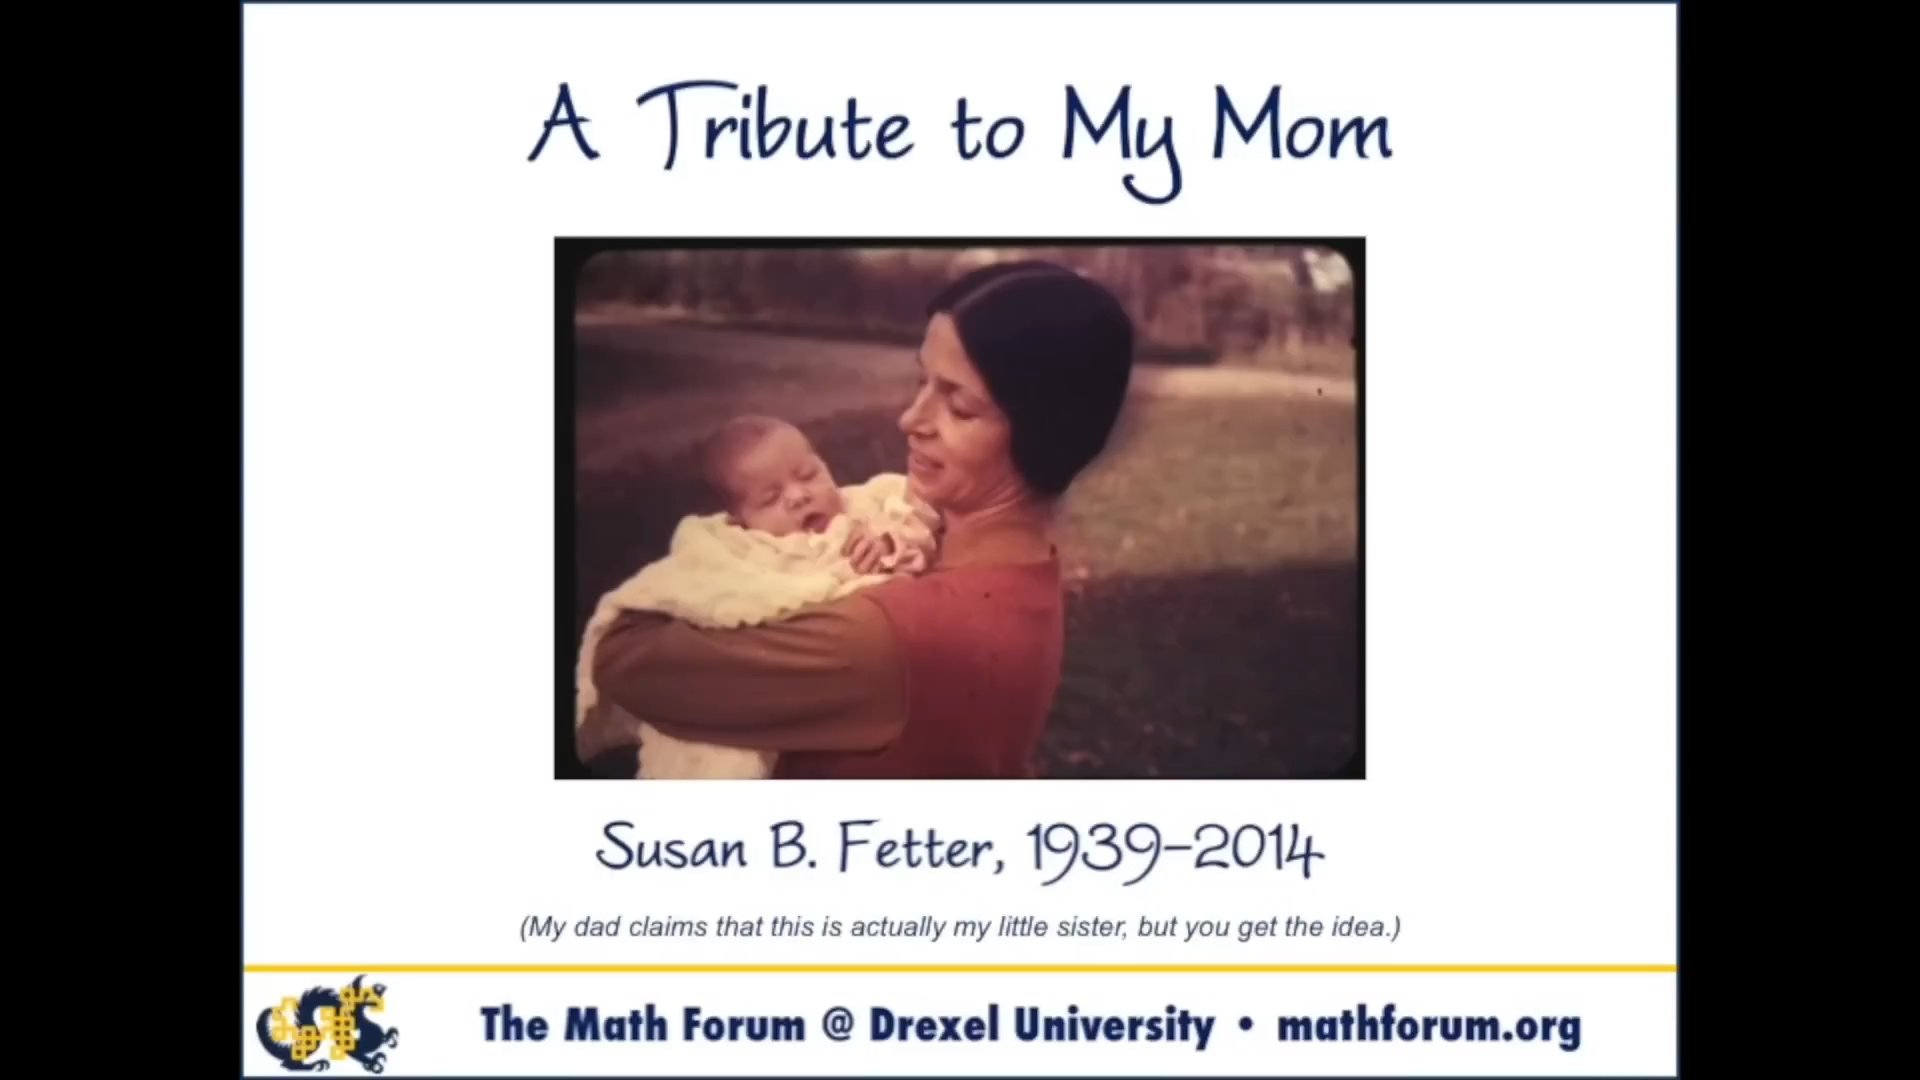 A Tribute to My Mom
Susan B. Fetter, 1939–2014
(My dad claims that this is actually my little sister, but you get the idea.)
The Math Forum @ Drexel University • mathforum.org